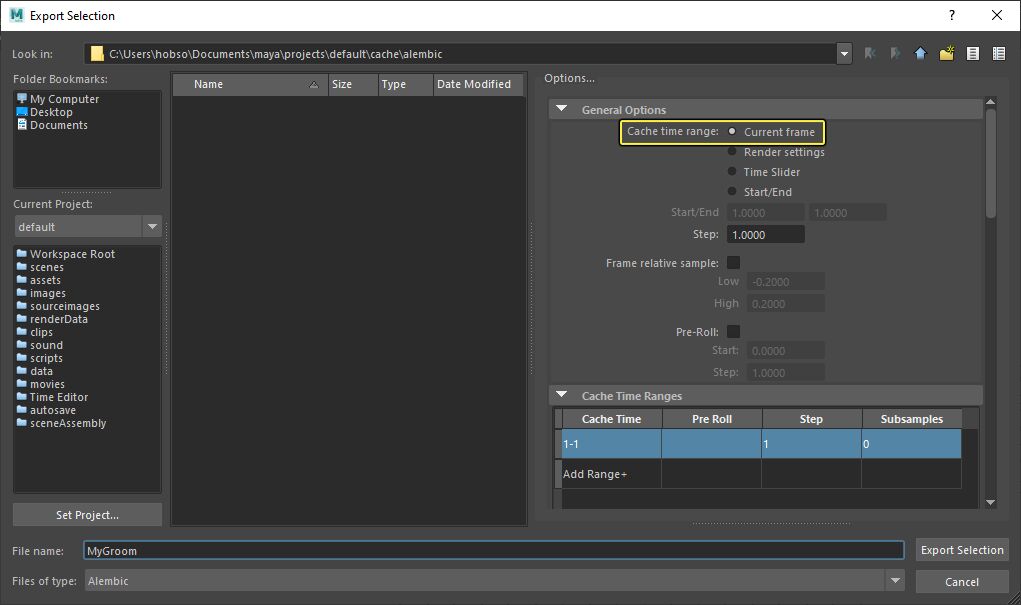 Export Selection
?
Look in:
C:\Users\hobso\Documents\maya\projects\default\cache\alembic
Folder Bookmarks:
My Computer
Desktop
Documents
Current Project:
default
Workspace Root
scenes
assets
images
sourceimages
renderData
clips
sound
scripts
data
movies
Time Editor
autosave
sceneAssembly
Set Project...
Name Size Type Date Modified
Options...
General Options
Cache time range: Current frame
Render settings
Time Slider
Start/End
Start/End 1.0000 1.0000
Step: 1.0000
Frame relative sample:
Low -0.2000
High 0.2000
Pre-Roll:
Start: 0.0000
Step: 1.0000
Cache Time Ranges
Cache Time Pre Roll Step Subsamples
1-1 1 0
Add Range+
File name: MyGroom Export Selection
Files of type: Alembic Cancel